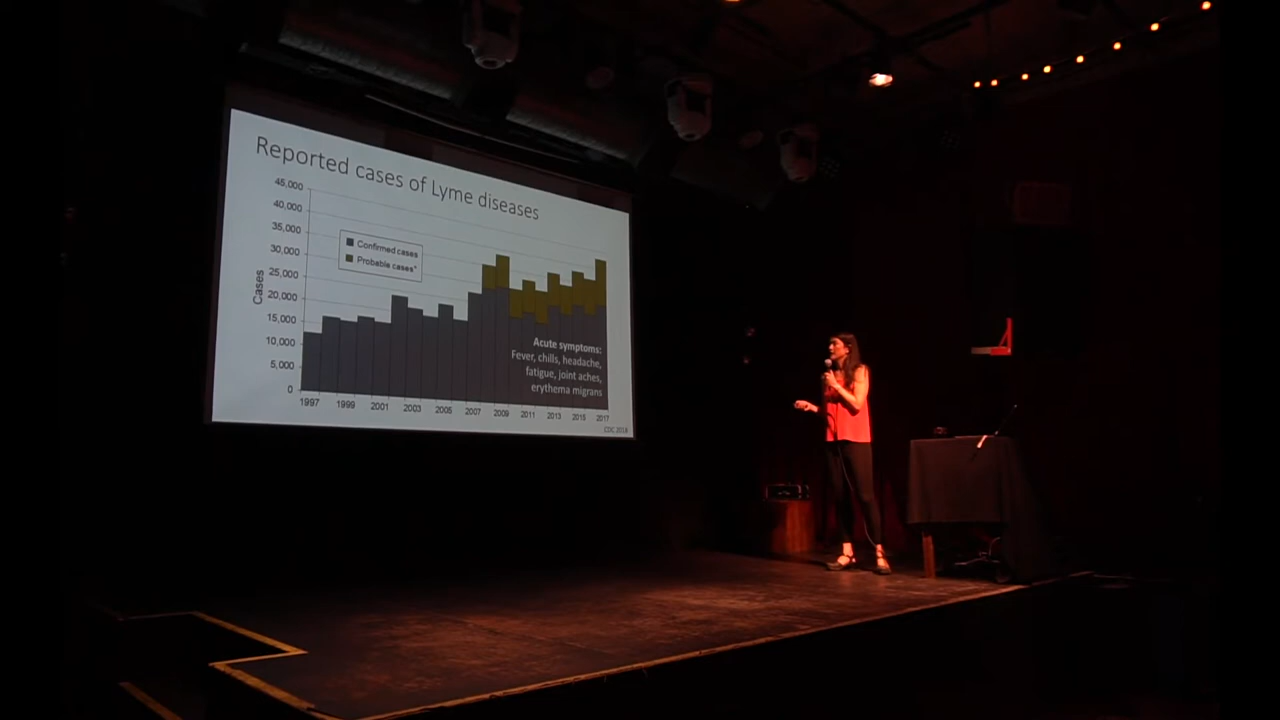 Reported cases of Lyme diseases
45,000
40,000
35,000
30,000
25,000
20,000
15,000
10,000
5,000
0
Cases
Confirmed cases
Probable cases*
Acute symptoms:
Fever, chills, headache,
fatigue, joint aches,
erythema migrans
1997 1999 2001 2003 2005 2007 2009 2011 2013 2015 2017
CDC 2018